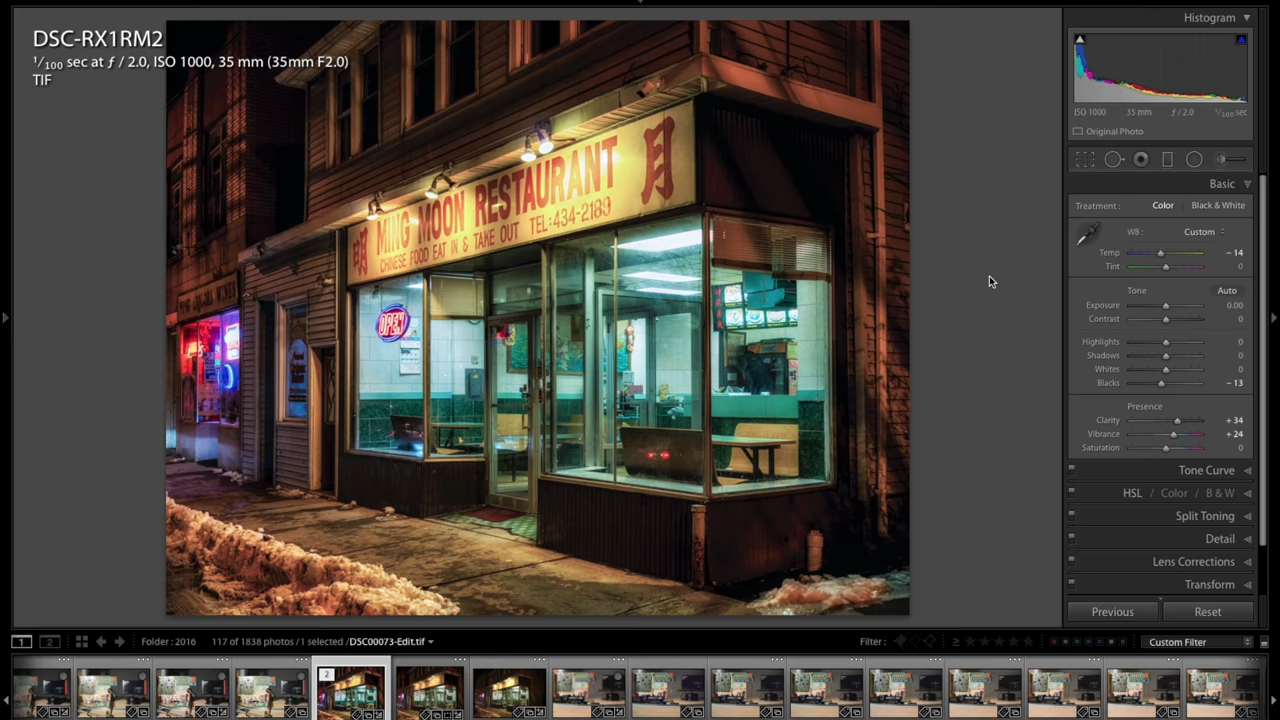 DSC-RX1RM2
1/100 sec at ƒ / 2.0, ISO 1000, 35 mm (35mm F2.0)
TIF
明 MING MOON RESTAURANT 月
CHINESE FOOD EAT IN & TAKE OUT TEL:434-2189
OPEN
Histogram
ISO 1000 35 mm ƒ / 2.0 1/100 sec
Original Photo
Basic
Treatment : Color Black & White
WB : Custom
Temp − 14
Tint 0
Tone Auto
Exposure 0.00
Contrast 0
Highlights 0
Shadows 0
Whites 0
Blacks − 13
Presence
Clarity + 34
Vibrance + 24
Saturation 0
Tone Curve
HSL / Color / B & W
Split Toning
Detail
Lens Corrections
Transform
Previous Reset
1 2 Folder : 2016 117 of 1838 photos / 1 selected / DSC00073-Edit.tif Filter : Custom Filter
2